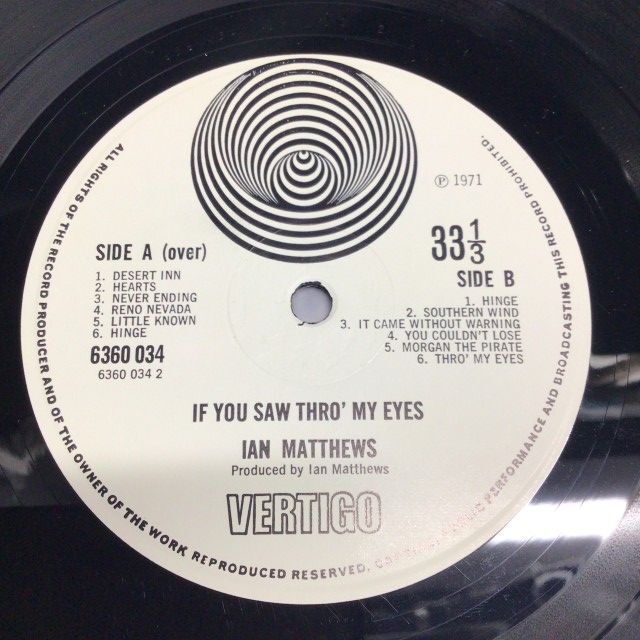 ℗ 1971
33 1/3
SIDE A (over)
1. DESERT INN
2. HEARTS
3. NEVER ENDING
4. RENO NEVADA
5. LITTLE KNOWN
6. HINGE
6360 034
6360 034 2
SIDE B
1. HINGE
2. SOUTHERN WIND
3. IT CAME WITHOUT WARNING
4. YOU COULDN'T LOSE
5. MORGAN THE PIRATE
6. THRO' MY EYES
IF YOU SAW THRO' MY EYES
IAN MATTHEWS
Produced by Ian Matthews
VERTIGO
ALL RIGHTS OF THE RECORD PRODUCER AND OF THE OWNER OF THE WORK REPRODUCED RESERVED. PUBLIC PERFORMANCE AND BROADCASTING THIS RECORD PROHIBITED.